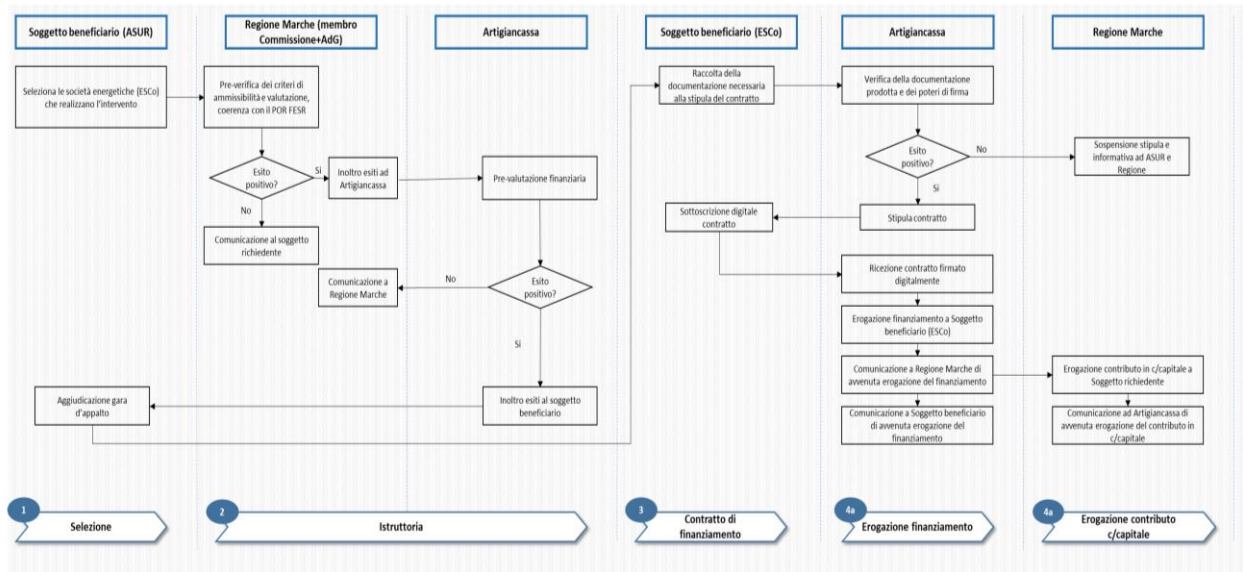 Soggetto beneficiario (ASUR)
Regione Marche (membro
Commissione+AdG)
Artigiancassa
Soggetto beneficiario (ESCo)
Artigiancassa
Regione Marche
Seleziona le società energetiche (ESCo)
che realizzano l'intervento
Pre-verifica dei criteri di
ammissibilità e valutazione,
coerenza con il POR FESR
Esito
positivo?
Si
No
Inoltro esiti ad
Artigiancassa
Comunicazione al soggetto
richiedente
Pre-valutazione finanziaria
Esito
positivo?
No
Comunicazione a
Regione Marche
Si
Inoltro esiti al soggetto
beneficiario
Aggiudicazione gara
d'appalto
Raccolta della
documentazione necessaria
alla stipula del contratto
Verifica della documentazione
prodotta e dei poteri di firma
Esito
positivo?
No
Sospensione stipula e
informativa ad ASUR e
Regione
Si
Stipula contratto
Sottoscrizione digitale
contratto
Ricezione contratto firmato
digitalmente
Erogazione finanziamento a Soggetto
beneficiario (ESCo)
Comunicazione a Regione Marche di
avvenuta erogazione del finanziamento
Comunicazione a Soggetto beneficiario
di avvenuta erogazione del
finanziamento
Erogazione contributo in c/capitale a
Soggetto richiedente
Comunicazione ad Artigiancassa di
avvenuta erogazione del contributo in
c/capitale
1
Selezione
2
Istruttoria
3
Contratto di
finanziamento
4a
Erogazione finanziamento
4a
Erogazione contributo
c/capitale